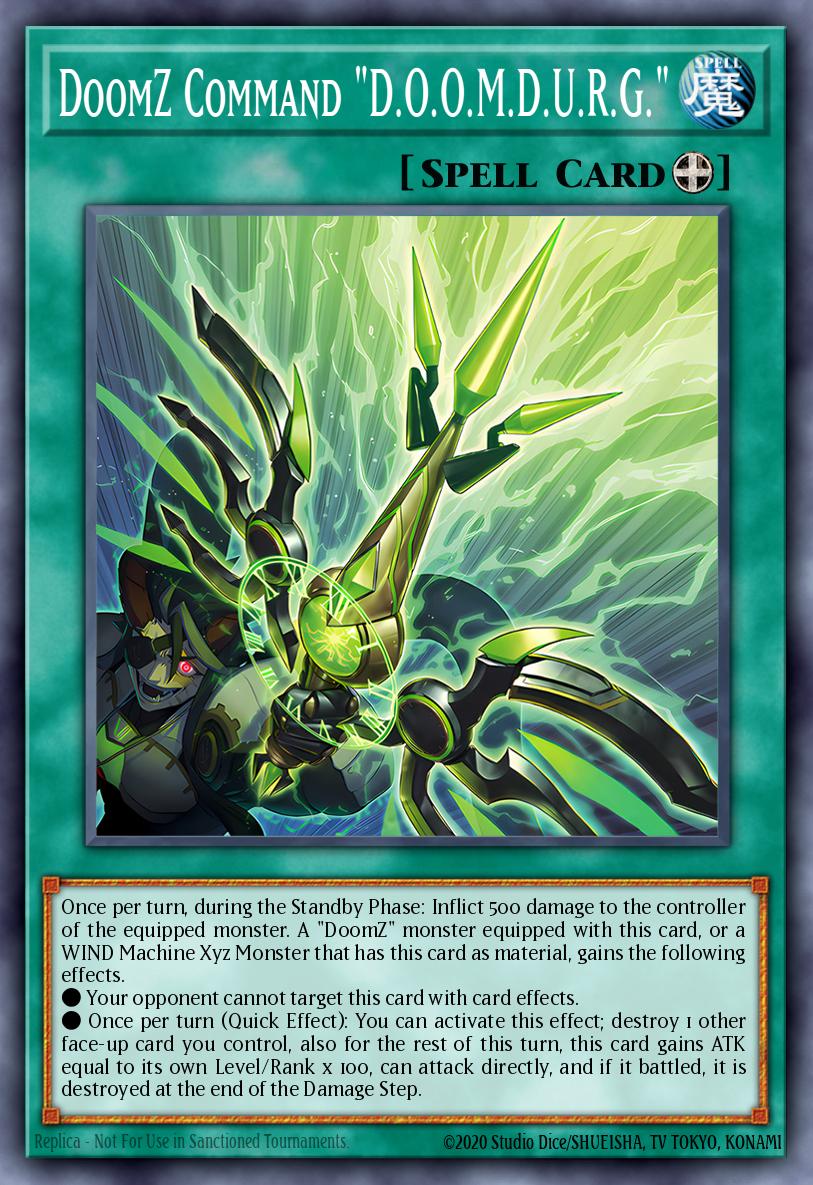 DoomZ Command "D.O.O.M.D.U.R.G."
SPELL
魔
[Spell Card]
Once per turn, during the Standby Phase: Inflict 500 damage to the controller
of the equipped monster. A "DoomZ" monster equipped with this card, or a
WIND Machine Xyz Monster that has this card as material, gains the following
effects.
● Your opponent cannot target this card with card effects.
● Once per turn (Quick Effect): You can activate this effect; destroy 1 other
face-up card you control, also for the rest of this turn, this card gains ATK
equal to its own Level/Rank x 100, can attack directly, and if it battled, it is
destroyed at the end of the Damage Step.
Replica - Not For Use in Sanctioned Tournaments.
©2020 Studio Dice/SHUEISHA, TV TOKYO, KONAMI